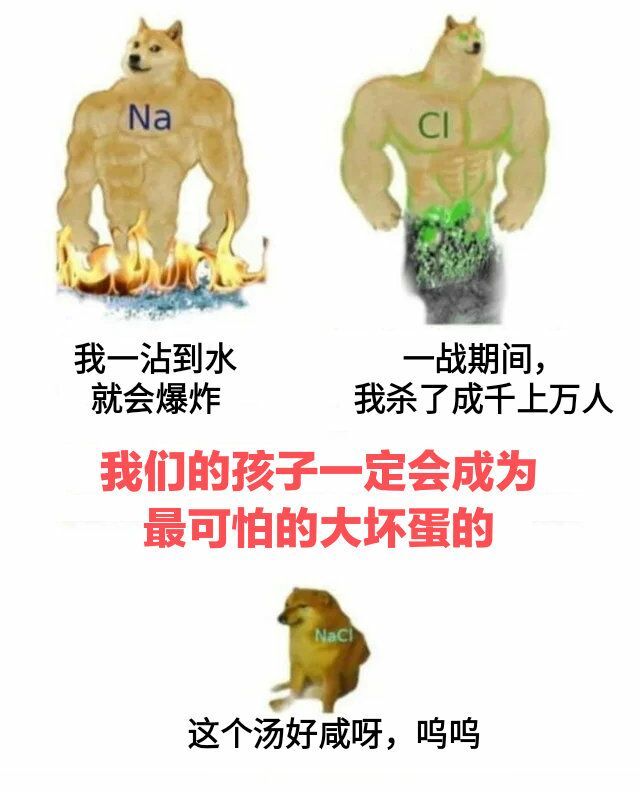 Na
Cl
我一沾到水
就会爆炸
一战期间，
我杀了成千上万人
我们的孩子一定会成为
最可怕的大坏蛋的
NaCl
这个汤好咸呀，呜呜